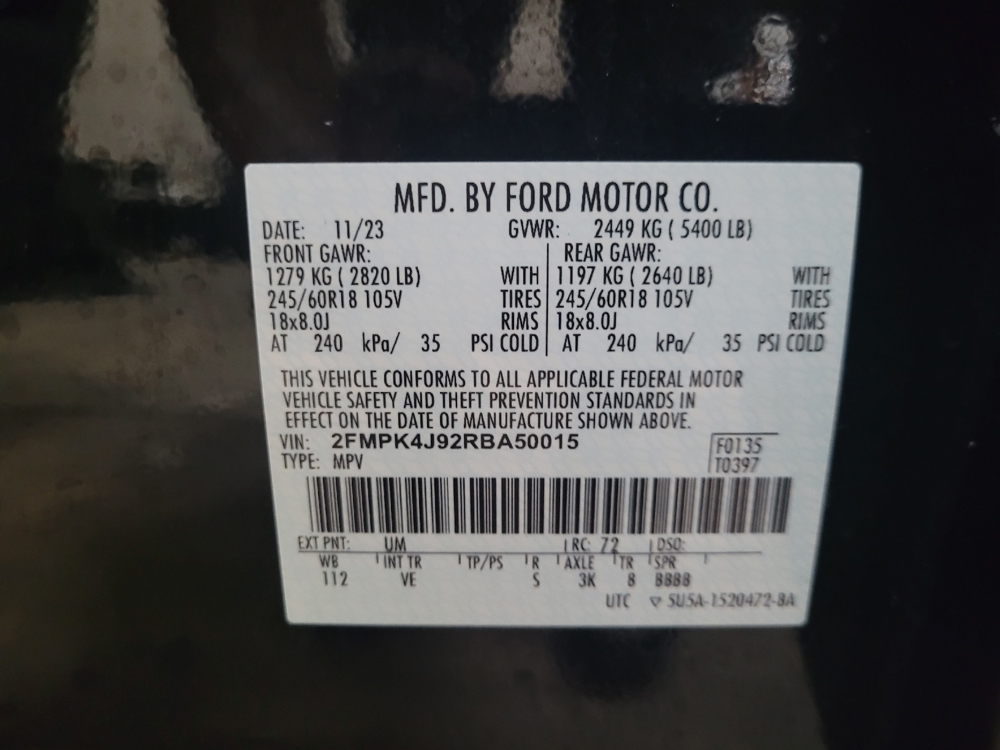 MFD. BY FORD MOTOR CO.
DATE: 11/23 GVWR: 2449 KG ( 5400 LB)
FRONT GAWR: REAR GAWR:
1279 KG ( 2820 LB) WITH 1197 KG ( 2640 LB) WITH
245/60R18 105V TIRES 245/60R18 105V TIRES
18x8.0J RIMS 18x8.0J RIMS
AT 240 kPa/ 35 PSI COLD AT 240 kPa/ 35 PSI COLD
THIS VEHICLE CONFORMS TO ALL APPLICABLE FEDERAL MOTOR
VEHICLE SAFETY AND THEFT PREVENTION STANDARDS IN
EFFECT ON THE DATE OF MANUFACTURE SHOWN ABOVE.
VIN: 2FMPK4J92RBA50015 F0135
TYPE: MPV T0397
EXT PNT: UM RC: 72 DSO:
WB INT TR TP/PS R AXLE TR SPR
112 VE S 3K 8 BBBB
UTC ▽ SU5A-1520472-BA